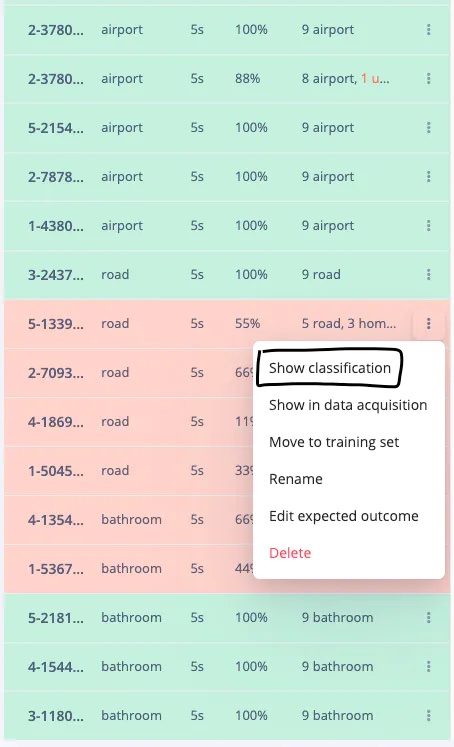 2-3780... airport 5s 100% 9 airport
2-3780... airport 5s 88% 8 airport, 1 u...
5-2154... airport 5s 100% 9 airport
2-7878... airport 5s 100% 9 airport
1-4380... airport 5s 100% 9 airport
3-2437... road 5s 100% 9 road
5-1339... road 5s 55% 5 road, 3 hom...
2-7093... road 5s 66%
Show classification
4-1869... road 5s 11%
Show in data acquisition
Move to training set
1-5045... road 5s 33%
Rename
4-1354... bathroom 5s 66%
Edit expected outcome
1-5367... bathroom 5s 44%
Delete
5-2181... bathroom 5s 100% 9 bathroom
4-1544... bathroom 5s 100% 9 bathroom
3-1180... bathroom 5s 100% 9 bathroom